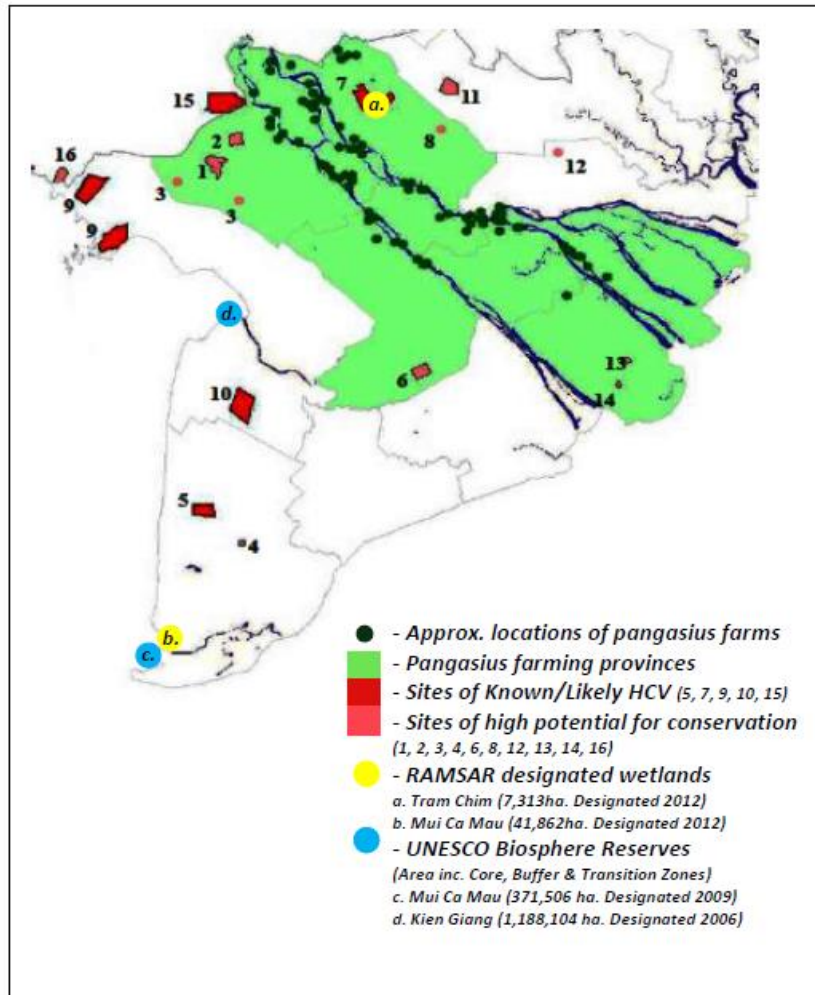 7
a.
11
15
8
2
12
1
16
3
9
3
9
d.
13
6
14
10
5
4
b.
c.
- Approx. locations of pangasius farms
- Pangasius farming provinces
- Sites of Known/Likely HCV (5, 7, 9, 10, 15)
- Sites of high potential for conservation
(1, 2, 3, 4, 6, 8, 12, 13, 14, 16)
- RAMSAR designated wetlands
a. Tram Chim (7,313ha. Designated 2012)
b. Mui Ca Mau (41,862ha. Designated 2012)
- UNESCO Biosphere Reserves
(Area inc. Core, Buffer & Transition Zones)
c. Mui Ca Mau (371,506 ha. Designated 2009)
d. Kien Giang (1,188,104 ha. Designated 2006)